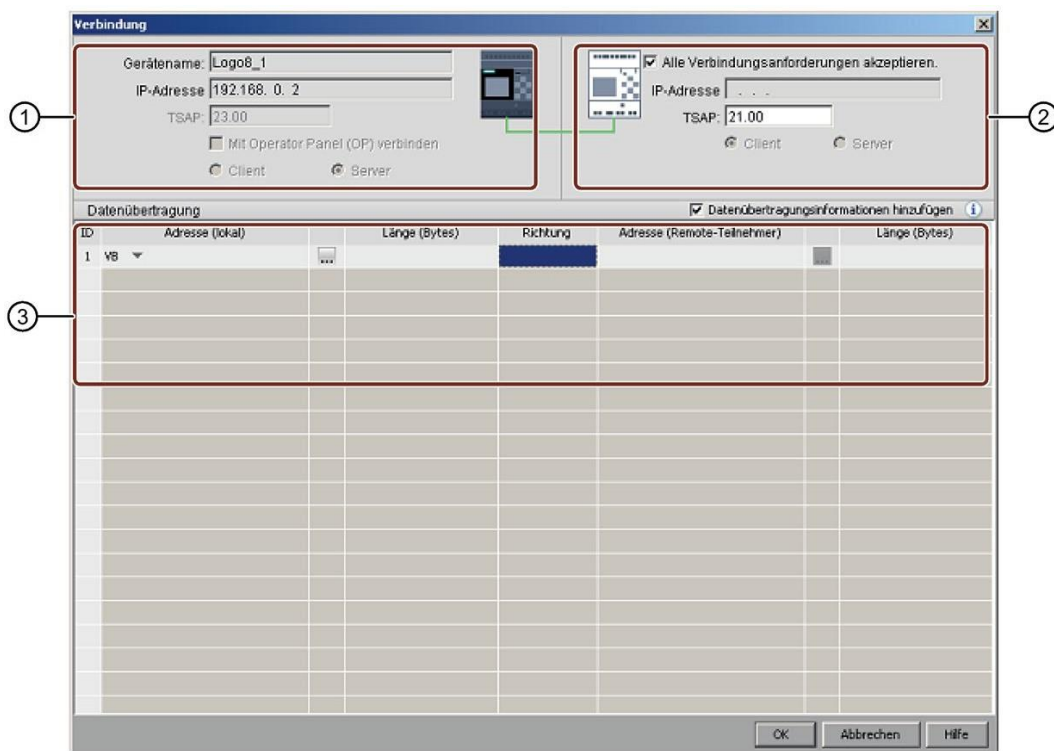 Verbindung
Gerätename: Logo8_1
IP-Adresse 192.168. 0. 2
TSAP: 23.00
Mit Operator Panel (OP) verbinden
Client Server
Alle Verbindungsanforderungen akzeptieren.
IP-Adresse . . .
TSAP: 21.00
Client Server
1
2
Datenübertragung Datenübertragungsinformationen hinzufügen i
ID Adresse (lokal) Länge (Bytes) Richtung Adresse (Remote-Teilnehmer) Länge (Bytes)
1 VB ... ...
3
OK Abbrechen Hilfe